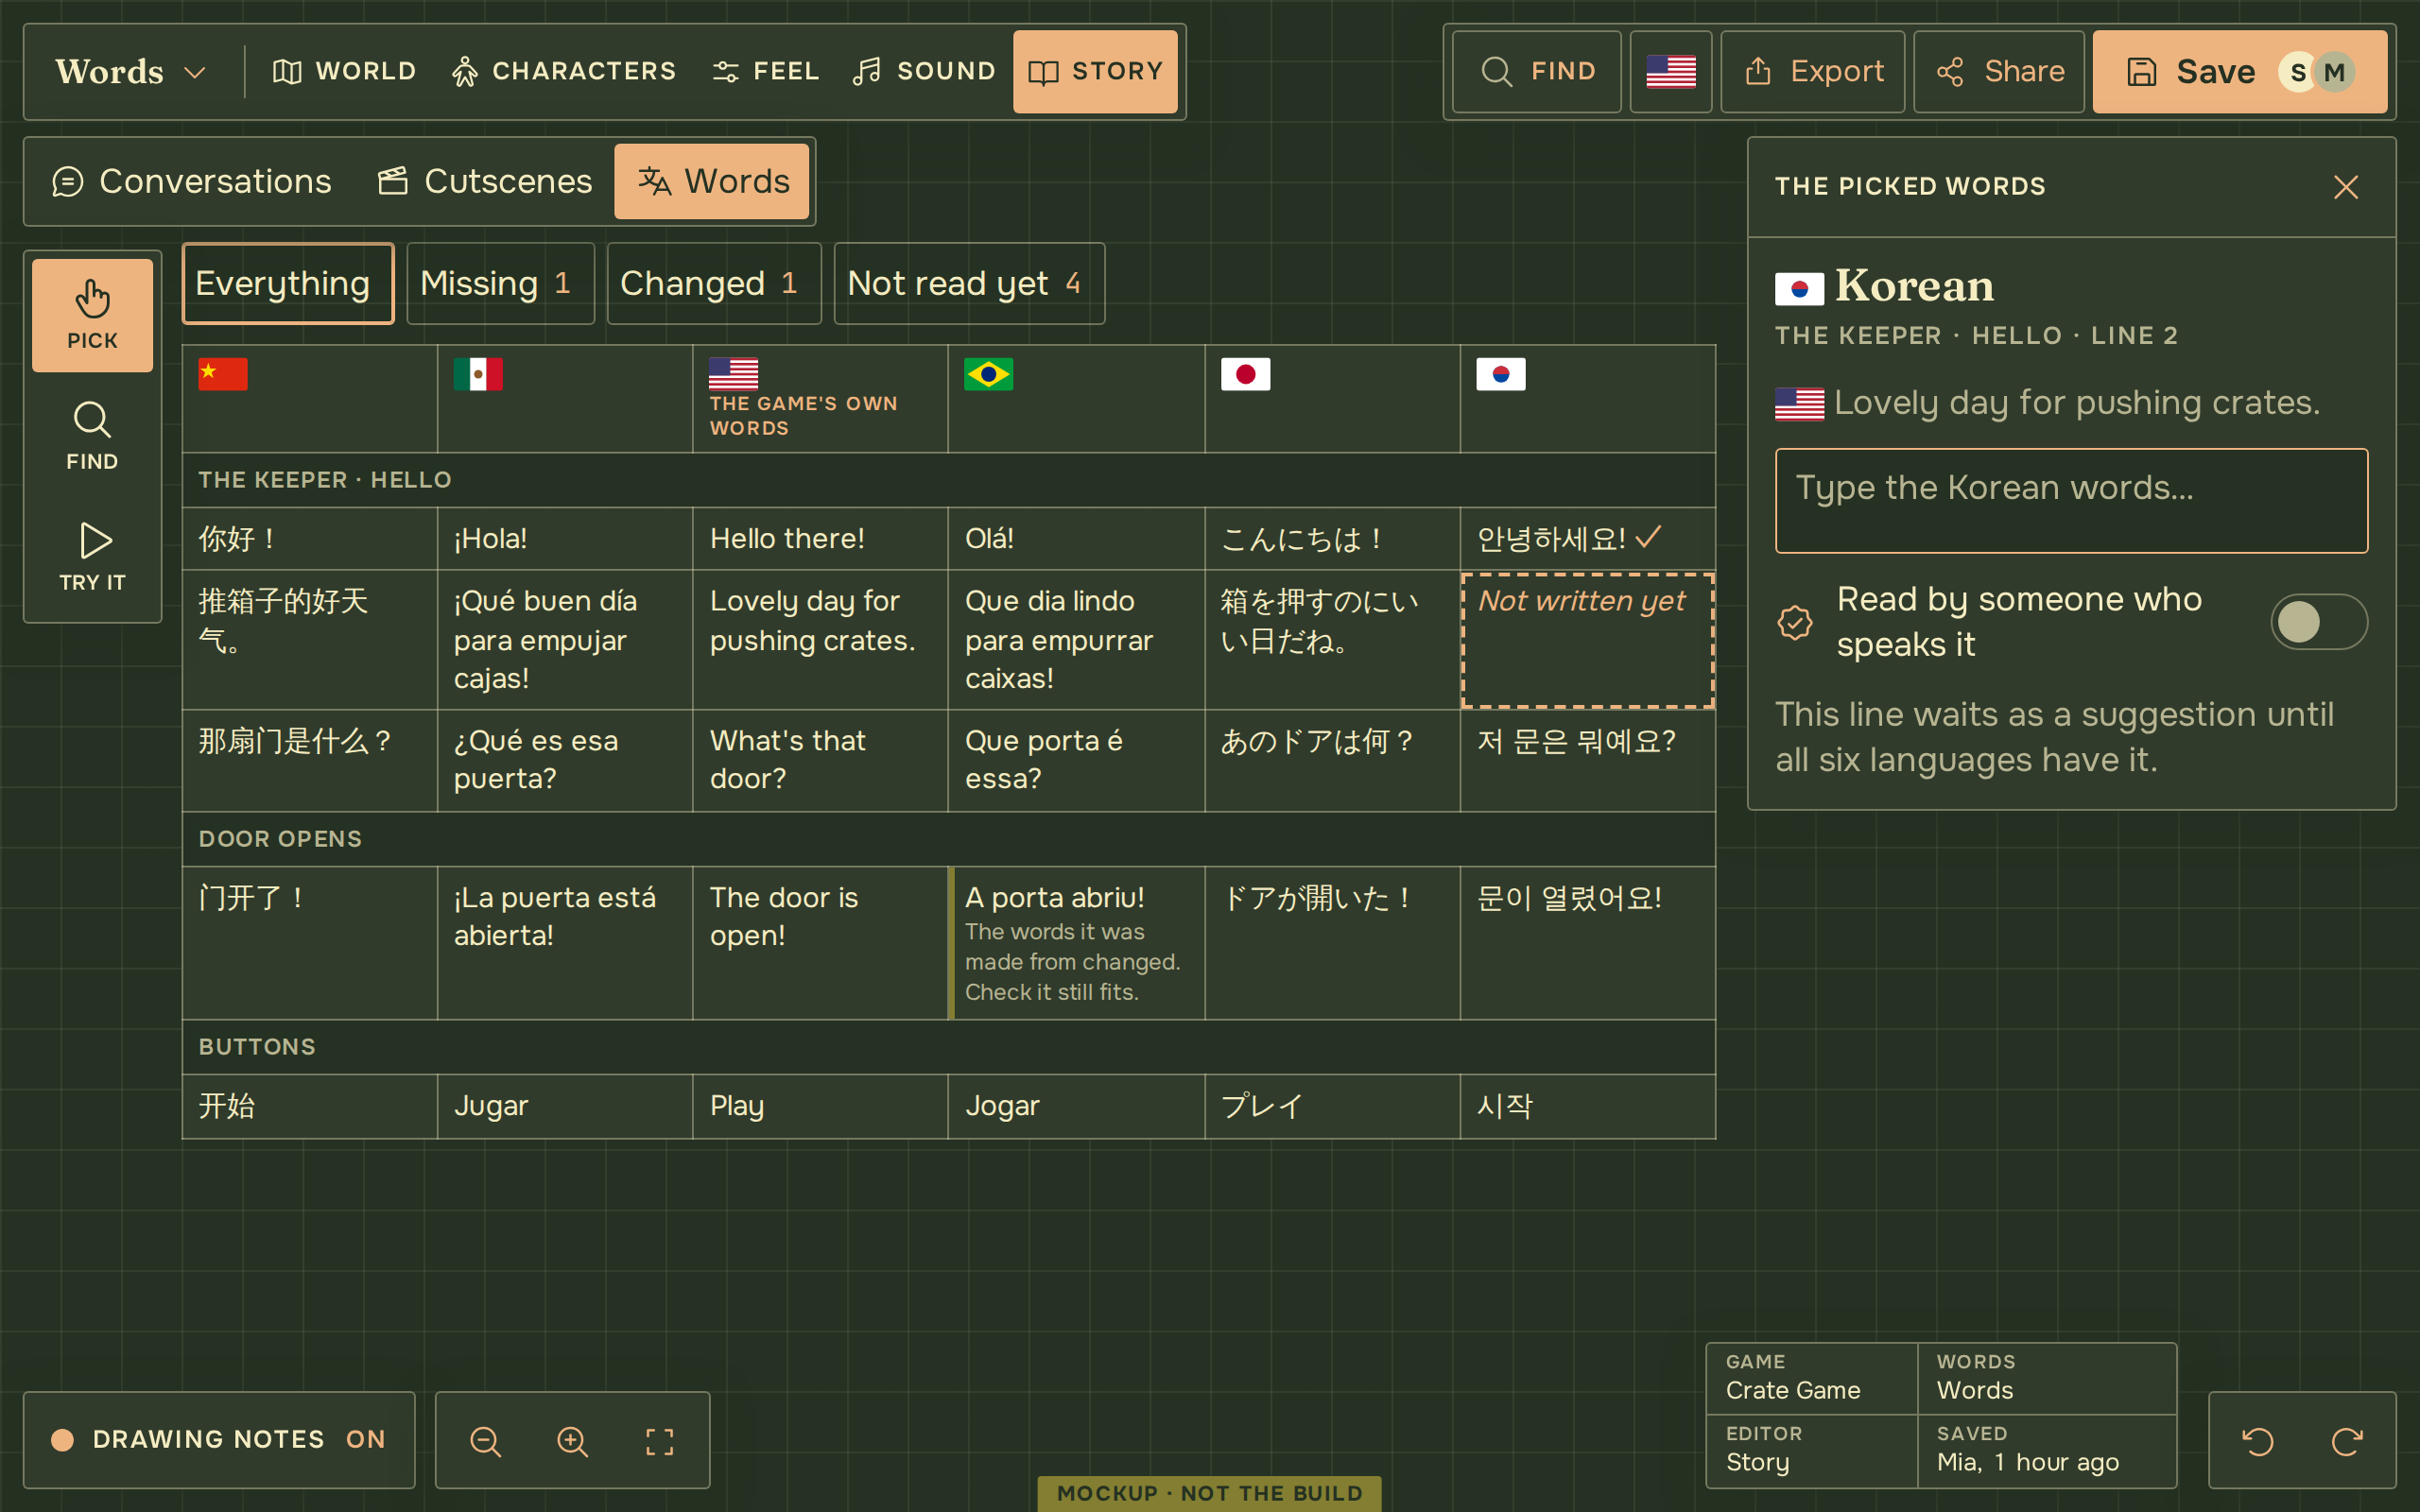 Words
WORLD
CHARACTERS
FEEL
SOUND
STORY
FIND
Export
Share
Save
S
M
Conversations
Cutscenes
Words
PICK
FIND
TRY IT
Everything
Missing 1
Changed 1
Not read yet 4
THE GAME'S OWN
WORDS
THE KEEPER · HELLO
你好！
¡Hola!
Hello there!
Olá!
こんにちは！
안녕하세요!
推箱子的好天
气。
¡Qué buen día
para empujar
cajas!
Lovely day for
pushing crates.
Que dia lindo
para empurrar
caixas!
箱を押すのにい
い日だね。
Not written yet
那扇门是什么？
¿Qué es esa
puerta?
What's that
door?
Que porta é
essa?
あのドアは何？
저 문은 뭐예요?
DOOR OPENS
门开了！
¡La puerta está
abierta!
The door is
open!
A porta abriu!
The words it was
made from changed.
Check it still fits.
ドアが開いた！
문이 열렸어요!
BUTTONS
开始
Jugar
Play
Jogar
プレイ
시작
THE PICKED WORDS
Korean
THE KEEPER · HELLO · LINE 2
Lovely day for pushing crates.
Type the Korean words...
Read by someone who
speaks it
This line waits as a suggestion until
all six languages have it.
DRAWING NOTES ON
GAME
Crate Game
WORDS
Words
EDITOR
Story
SAVED
Mia, 1 hour ago
MOCKUP · NOT THE BUILD